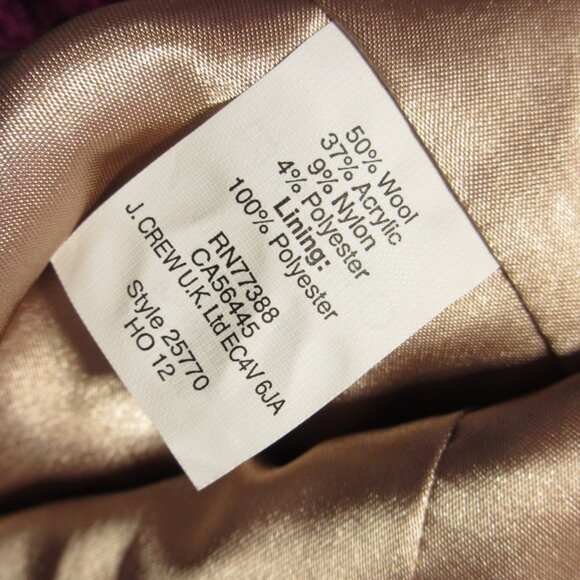 50% Wool
37% Acrylic
9% Nylon
4% Polyester
Lining:
100% Polyester
RN77388
CA56445
J. CREW U.K. Ltd EC4V 6JA
Style 25770
HO 12